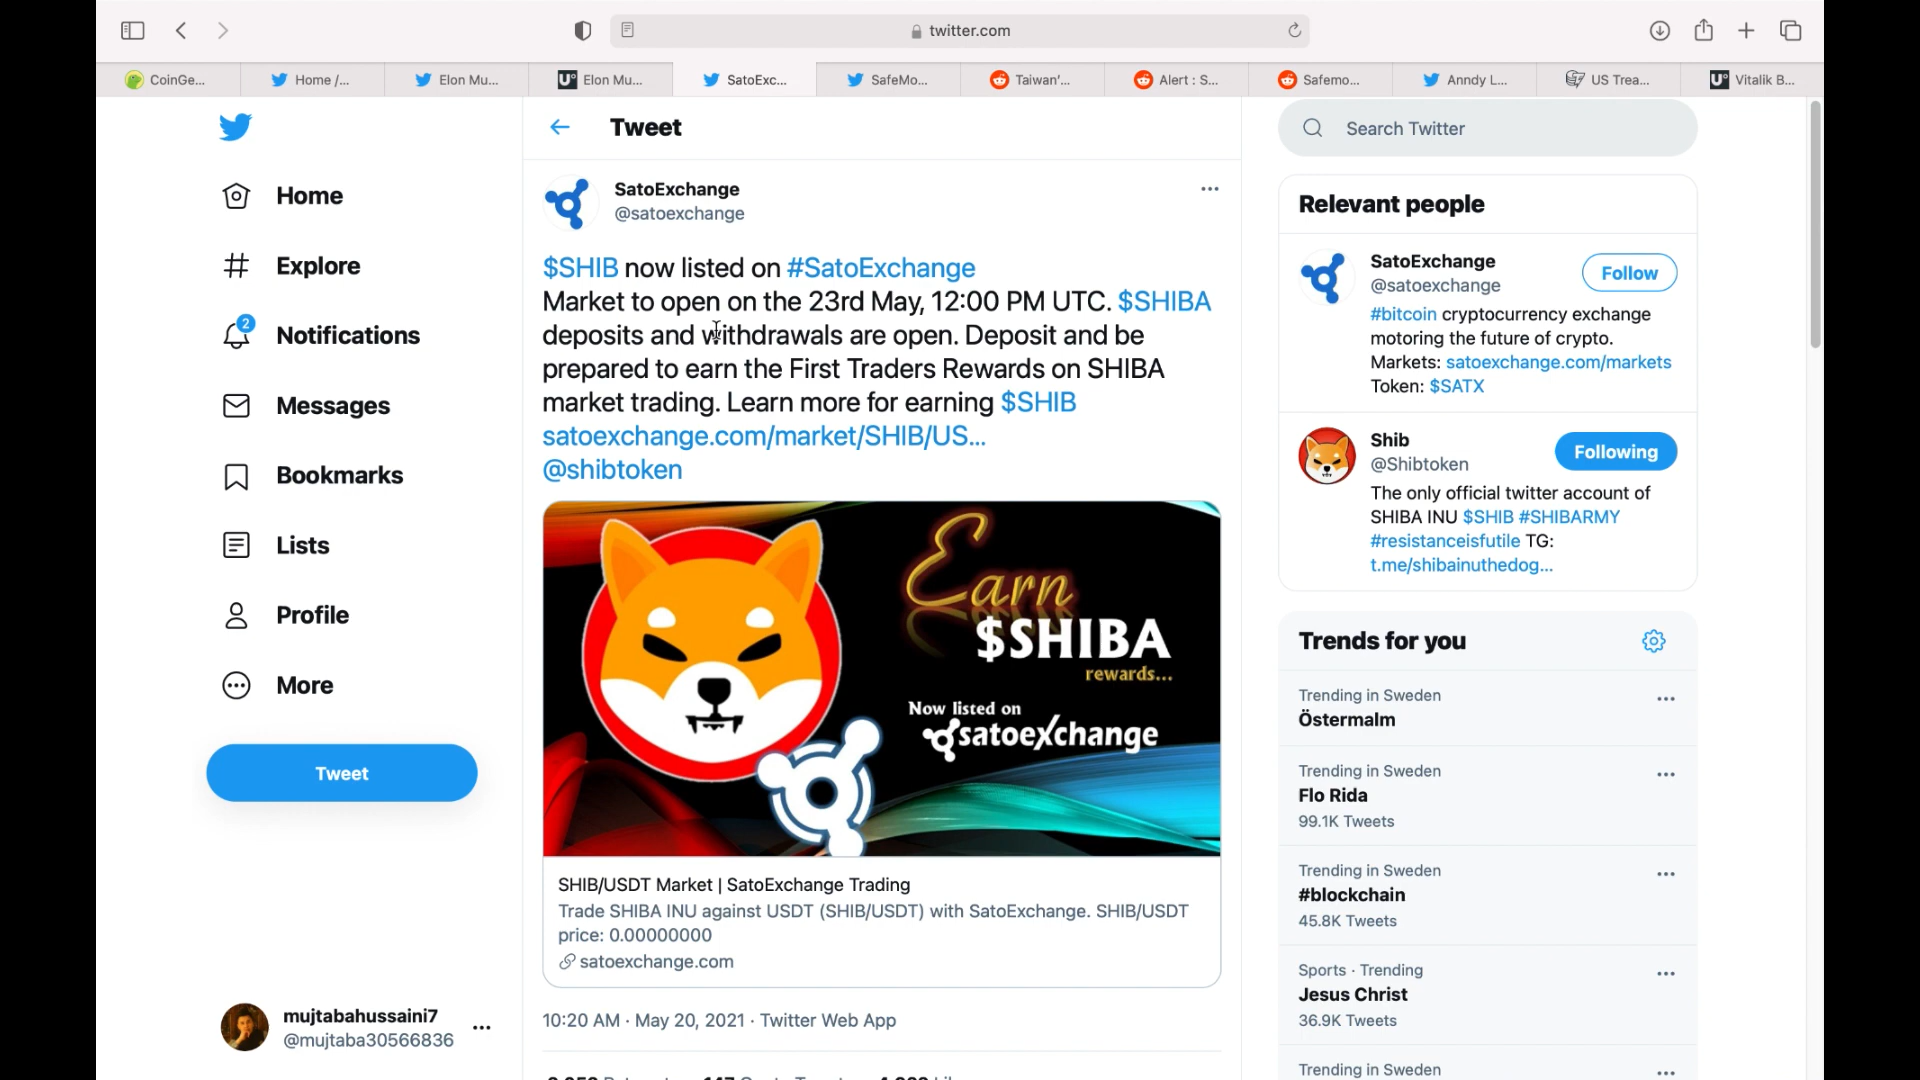 twitter.com
CoinGe...
Home /...
Elon Mu...
U° Elon Mu...
SatoExc...
SafeMo...
Taiwan'...
Alert : S...
Safemo...
Anndy L...
US Trea...
U° Vitalik B...
Home
Explore
2
Notifications
Messages
Bookmarks
Lists
Profile
More
Tweet
mujtabahussaini7
@mujtaba30566836
Tweet
SatoExchange
@satoexchange
$SHIB now listed on #SatoExchange
Market to open on the 23rd May, 12:00 PM UTC. $SHIBA
deposits and withdrawals are open. Deposit and be
prepared to earn the First Traders Rewards on SHIBA
market trading. Learn more for earning $SHIB
satoexchange.com/market/SHIB/US...
@shibtoken
Earn
$SHIBA
rewards...
Now listed on
satoexchange
SHIB/USDT Market | SatoExchange Trading
Trade SHIBA INU against USDT (SHIB/USDT) with SatoExchange. SHIB/USDT
price: 0.00000000
satoexchange.com
10:20 AM · May 20, 2021 · Twitter Web App
Search Twitter
Relevant people
SatoExchange
@satoexchange
Follow
#bitcoin cryptocurrency exchange
motoring the future of crypto.
Markets: satoexchange.com/markets
Token: $SATX
Shib
@Shibtoken
Following
The only official twitter account of
SHIBA INU $SHIB #SHIBARMY
#resistanceisfutile TG:
t.me/shibainuthedog...
Trends for you
Trending in Sweden
Östermalm
Trending in Sweden
Flo Rida
99.1K Tweets
Trending in Sweden
#blockchain
45.8K Tweets
Sports · Trending
Jesus Christ
36.9K Tweets
Trending in Sweden